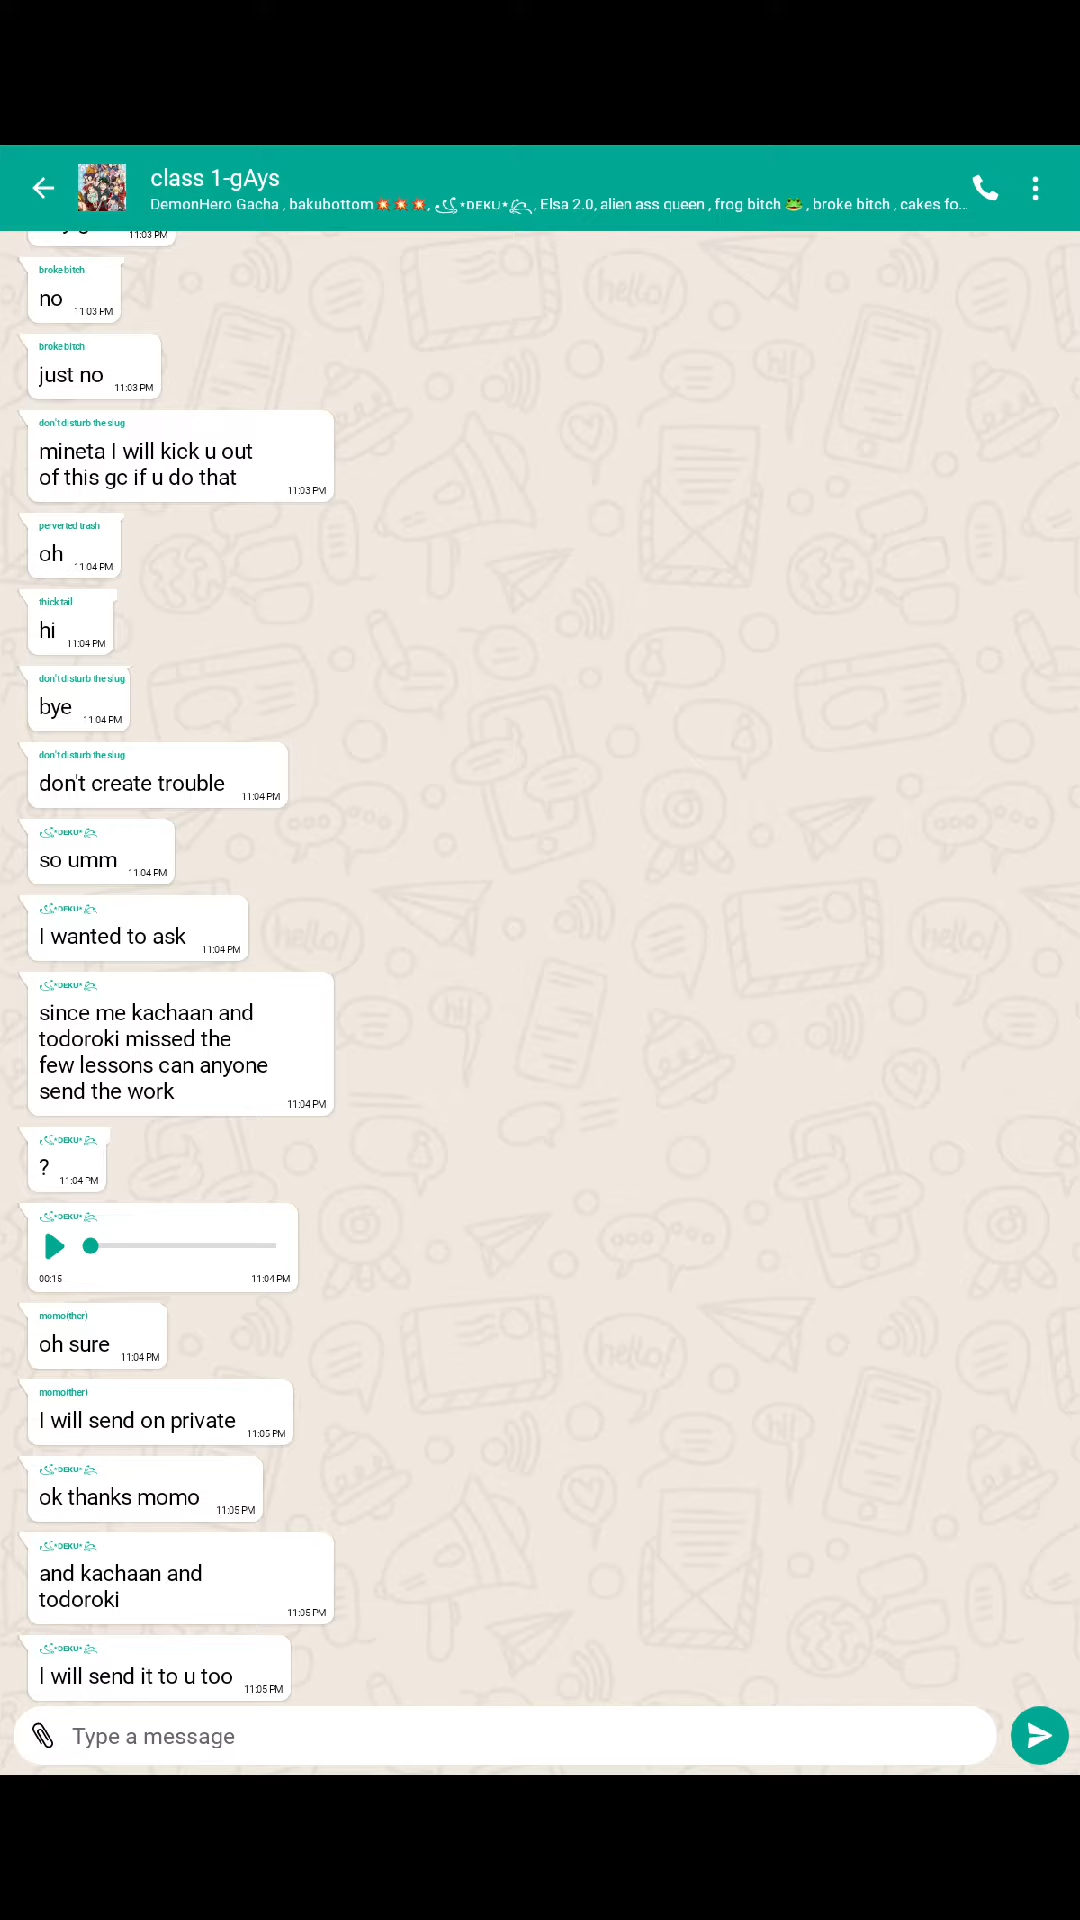 class 1-gAys
DemonHero Gacha , bakubottom💥💥💥, ⋆DEKU⋆, Elsa 2.0, alien ass queen , frog bitch 🐸 , broke bitch , cakes fo...
11:03 PM
broke bitch
no 11:03 PM
broke bitch
just no 11:03 PM
don't disturb the slug
mineta I will kick u out
of this gc if u do that
11:03 PM
perverted trash
oh 11:04 PM
thick tail
hi 11:04 PM
don't disturb the slug
bye 11:04 PM
don't disturb the slug
don't create trouble 11:04 PM
⋆DEKU⋆
so umm 11:04 PM
⋆DEKU⋆
I wanted to ask 11:04 PM
⋆DEKU⋆
since me kachaan and
todoroki missed the
few lessons can anyone
send the work
11:04 PM
⋆DEKU⋆
? 11:04 PM
⋆DEKU⋆
00:15 11:04 PM
momo(ther)
oh sure 11:04 PM
momo(ther)
I will send on private 11:05 PM
⋆DEKU⋆
ok thanks momo 11:05 PM
⋆DEKU⋆
and kachaan and
todoroki
11:05 PM
⋆DEKU⋆
I will send it to u too 11:05 PM
Type a message